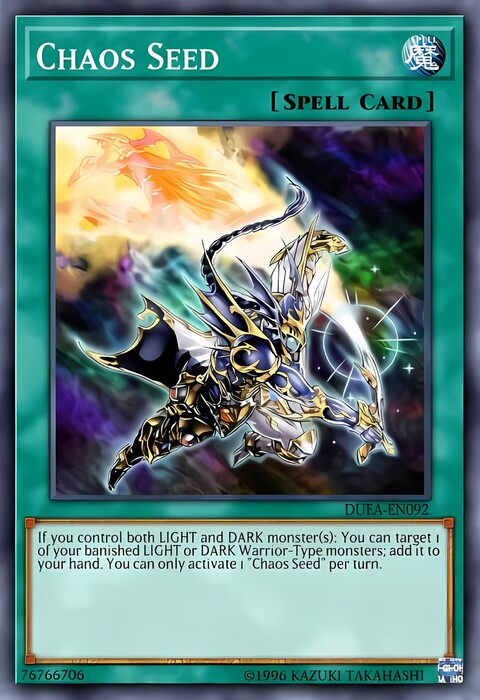 Chaos Seed
魔
[Spell Card]
DUEA-EN092
If you control both LIGHT and DARK monster(s): You can target 1
of your banished LIGHT or DARK Warrior-Type monsters; add it to
your hand. You can only activate 1 "Chaos Seed" per turn.
76766706
©1996 KAZUKI TAKAHASHI